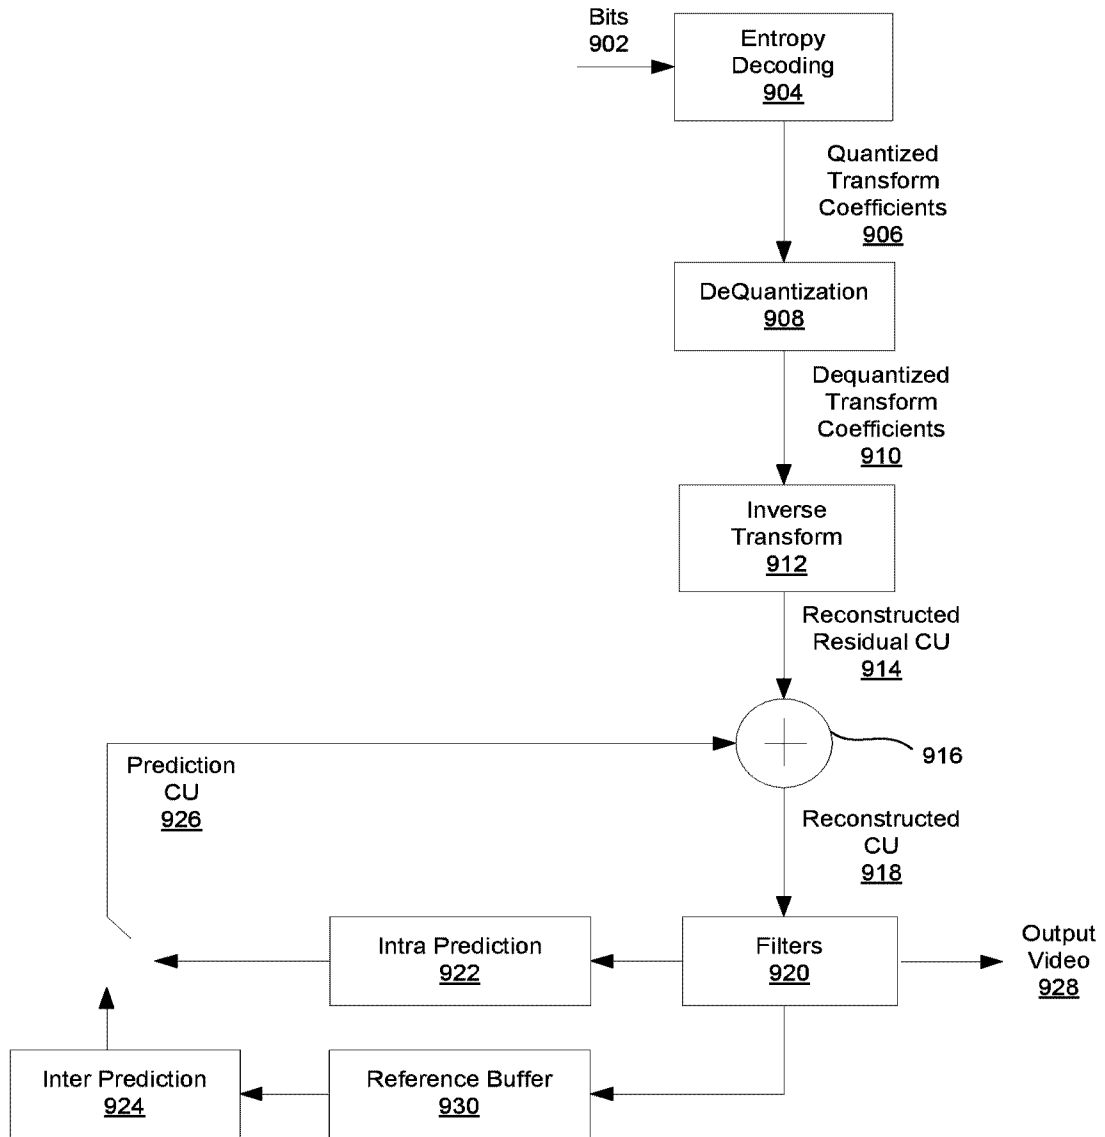 Bits
902
Entropy
Decoding
904
Quantized
Transform
Coefficients
906
DeQuantization
908
Dequantized
Transform
Coefficients
910
Inverse
Transform
912
Reconstructed
Residual CU
914
916
Prediction
CU
926
Reconstructed
CU
918
Intra Prediction
922
Filters
920
Output
Video
928
Inter Prediction
924
Reference Buffer
930